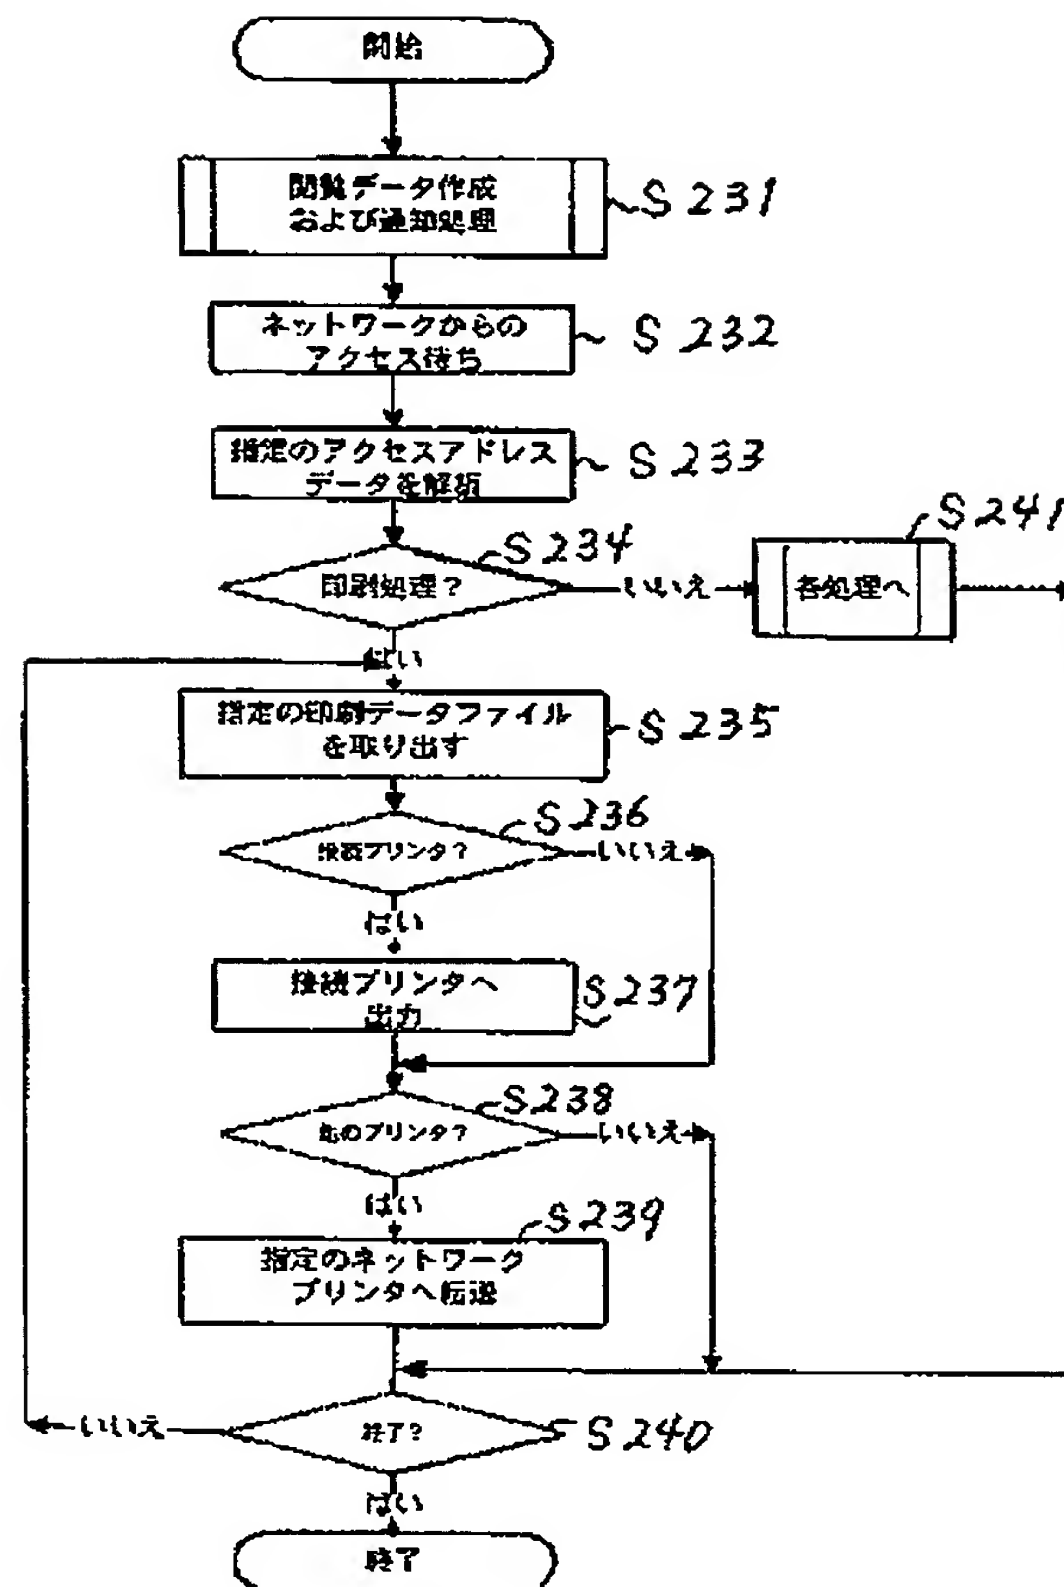 開始
閲覧データ作成
および通知処理
S231
ネットワークからの
アクセス待ち
S232
指定のアクセスアドレス
データを解析
S233
S234
印刷処理?
いいえ
S241
各処理へ
はい
指定の印刷データファイル
を取り出す
S235
S236
接続プリンタ?
いいえ
はい
接続プリンタへ
出力
S237
S238
他のプリンタ?
いいえ
はい
S239
指定のネットワーク
プリンタへ転送
いいえ
終了?
S240
はい
終了